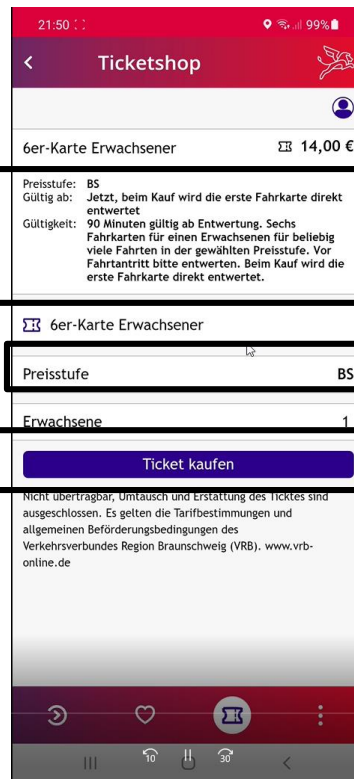 21:50
99%
Ticketshop
6er-Karte Erwachsener 14,00 €
Preisstufe: BS
Gültig ab: Jetzt, beim Kauf wird die erste Fahrkarte direkt
entwertet
Gültigkeit: 90 Minuten gültig ab Entwertung. Sechs
Fahrkarten für einen Erwachsenen für beliebig
viele Fahrten in der gewählten Preisstufe. Vor
Fahrtantritt bitte entwerten. Beim Kauf wird die
erste Fahrkarte direkt entwertet.
6er-Karte Erwachsener
Preisstufe BS
Erwachsene 1
Ticket kaufen
Nicht übertragbar, Umtausch und Erstattung des Ticktes sind
ausgeschlossen. Es gelten die Tarifbestimmungen und
allgemeinen Beförderungsbedingungen des
Verkehrsverbundes Region Braunschweig (VRB). www.vrb-
online.de
10 30